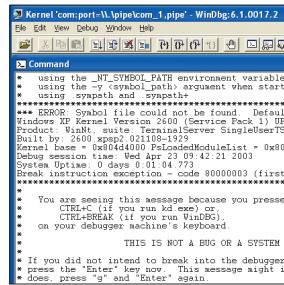 Kernel 'com:port=\\.\pipe\com_1,pipe' - WinDbg:6.1.0017.2
File Edit View Debug Window Help
Command
* using the _NT_SYMBOL_PATH environment variable
* using the -y <symbol_path> argument when start
* using .sympath and .sympath+
*** ERROR: Symbol file could not be found. Defaul
Windows XP Kernel Version 2600 (Service Pack 1) UP
Product: WinNt, suite: TerminalServer SingleUserTS
Built by: 2600.xpsp2.021108-1929
Kernel base = 0x804d4000 PsLoadedModuleList = 0x80
Debug session time: Wed Apr 23 09:42:21 2003
System Uptime: 0 days 0:01:04.773
Break instruction exception - code 80000003 (first
*
* You are seeing this message because you presse
* CTRL+C (if you run kd.exe) or,
* CTRL+BREAK (if you run WinDBG),
* on your debugger machine's keyboard.
*
* THIS IS NOT A BUG OR A SYSTEM
*
* If you did not intend to break into the debugger
* press the "Enter" key now. This message might i
* does, press "g" and "Enter" again.